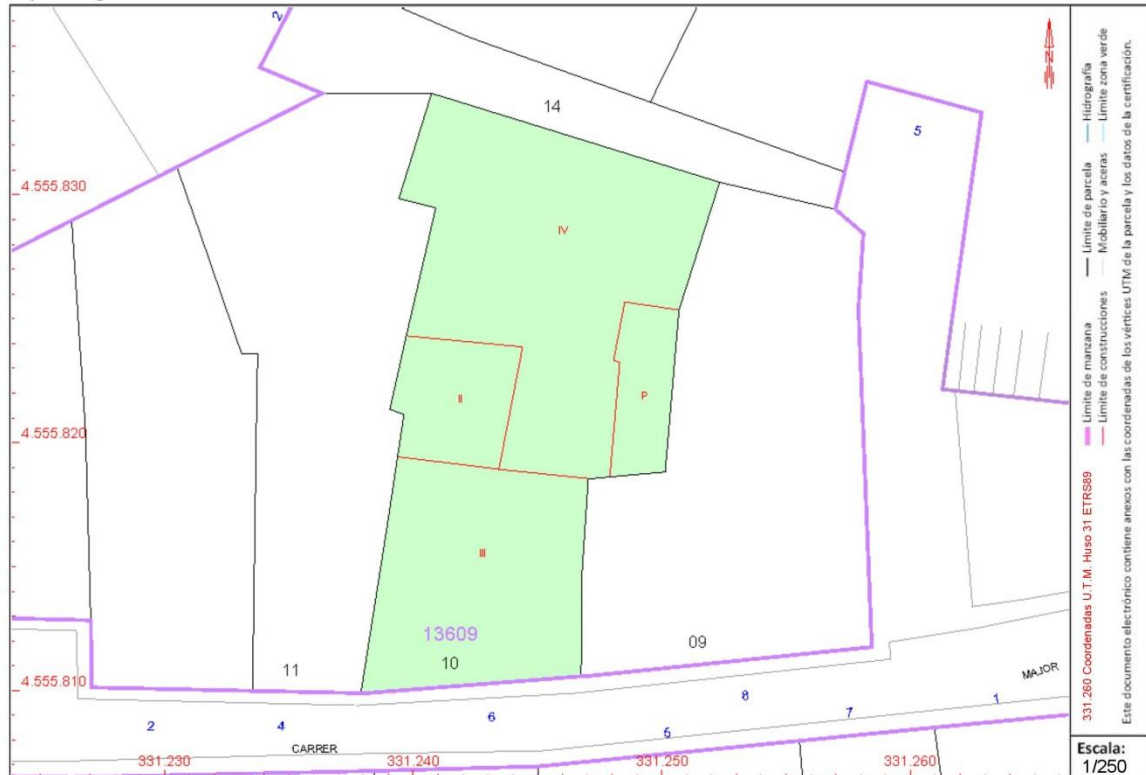 2
14
5
4.555.830
IV
P
II
4.555.820
III
13609
10
09
11
4.555.810
MAJOR
2
4
6
8
7
1
5
CARRER
331.230
331.240
331.250
331.260
N
331.260 Coordenadas U.T.M. Huso 31 ETRS89
Límite de manzana
Límite de parcela
Hidrografía
Límite de construcciones
Mobiliario y aceras
Límite zona verde
Este documento electrónico contiene anexos con las coordenadas de los vértices UTM de la parcela y los datos de la certificación.
Escala:
1/250